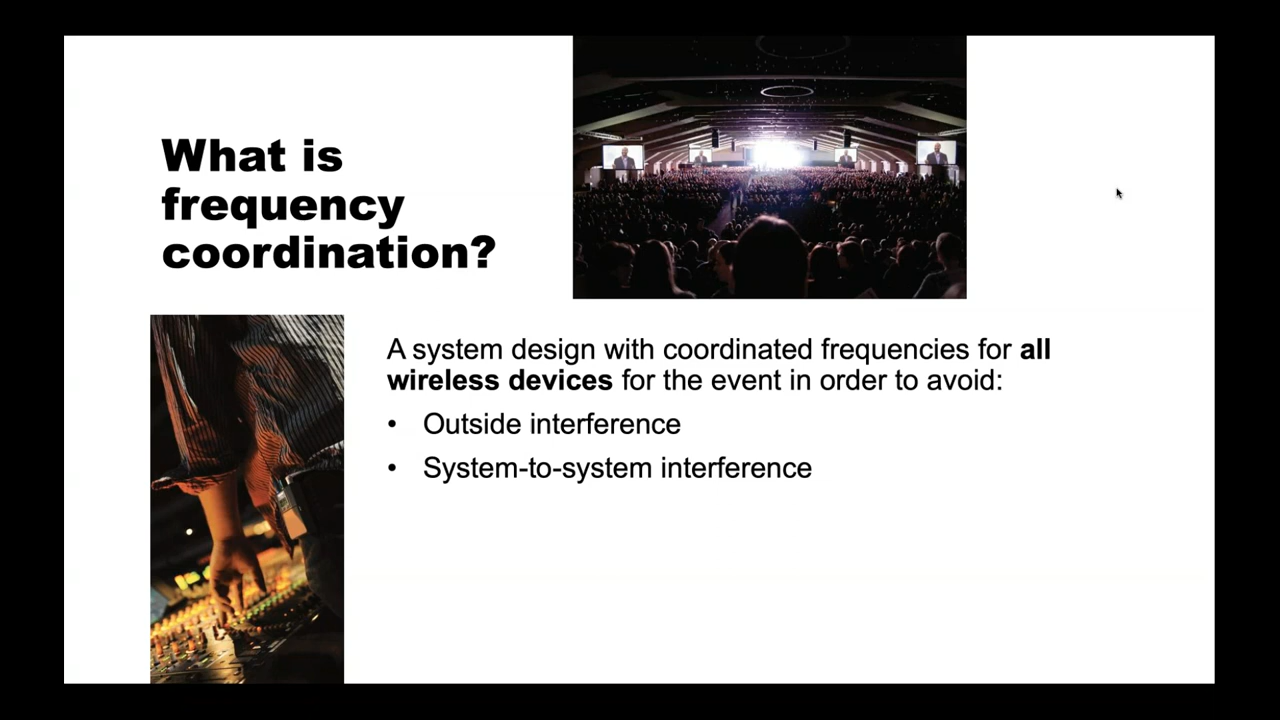 What is
frequency
coordination?
A system design with coordinated frequencies for all
wireless devices for the event in order to avoid:
• Outside interference
• System-to-system interference